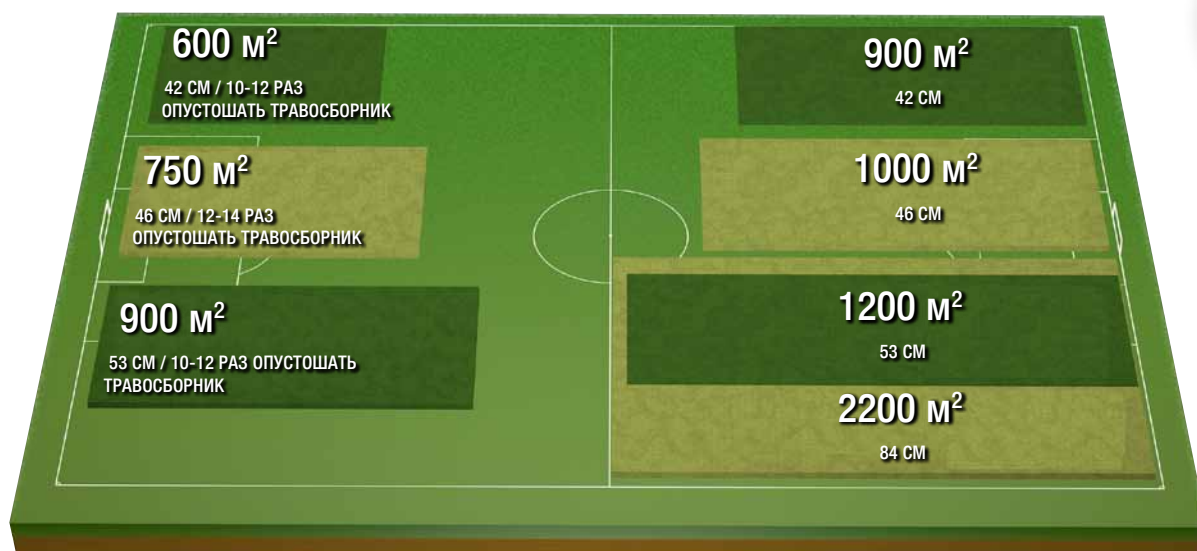 600 м²
42 СМ / 10-12 РАЗ
ОПУСТОШАТЬ ТРАВОСБОРНИК
750 м²
46 СМ / 12-14 РАЗ
ОПУСТОШАТЬ ТРАВОСБОРНИК
900 м²
53 СМ / 10-12 РАЗ ОПУСТОШАТЬ
ТРАВОСБОРНИК
900 м²
42 СМ
1000 м²
46 СМ
1200 м²
53 СМ
2200 м²
84 СМ